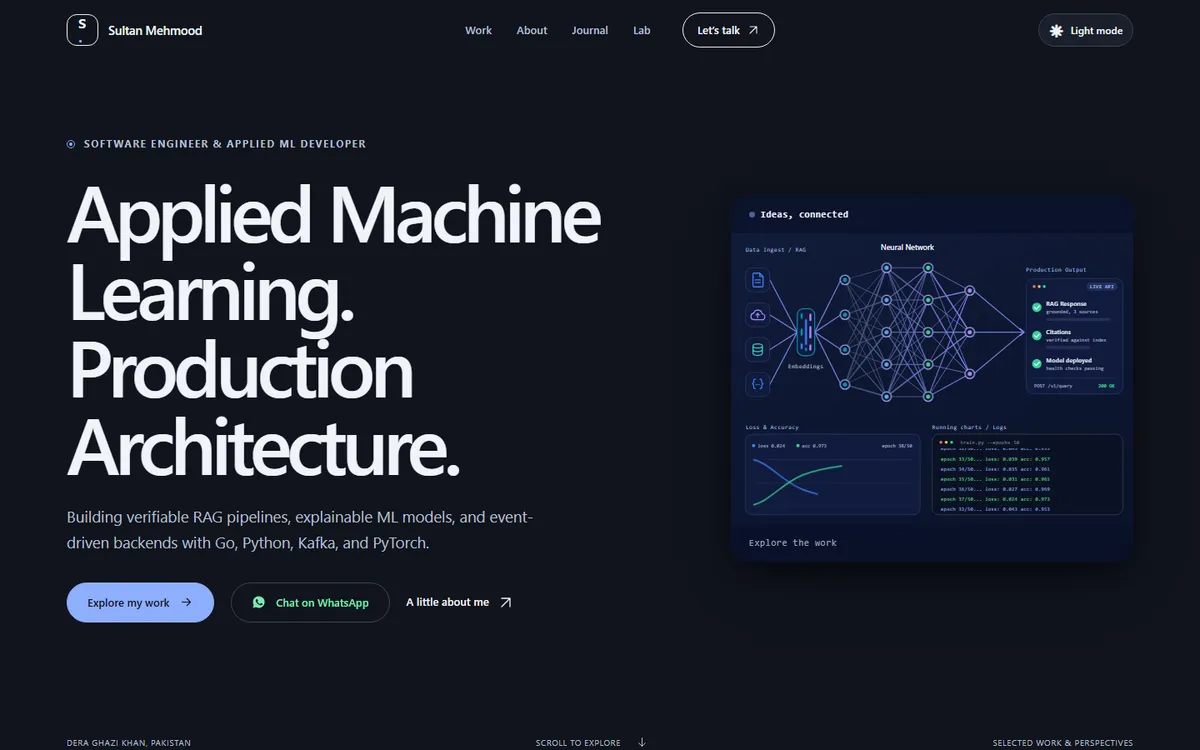 S.
Sultan Mehmood
Work
About
Journal
Lab
Let's talk
Light mode
SOFTWARE ENGINEER & APPLIED ML DEVELOPER
Applied Machine
Learning.
Production
Architecture.
Building verifiable RAG pipelines, explainable ML models, and event-
driven backends with Go, Python, Kafka, and PyTorch.
Explore my work
Chat on WhatsApp
A little about me
Ideas, connected
Data Ingest / RAG
Neural Network
Embeddings
Production Output
LIVE API
RAG Response
grounded, 3 sources
Citations
verified against index
Model deployed
health checks passing
POST /v1/query
200 OK
Loss & Accuracy
loss 0.024
acc 0.973
epoch 38/50
Running charts / Logs
train.py --epochs 50
epoch 33/50... loss: 0.039 acc: 0.957
epoch 34/50... loss: 0.035 acc: 0.961
epoch 35/50... loss: 0.031 acc: 0.965
epoch 36/50... loss: 0.027 acc: 0.969
epoch 37/50... loss: 0.024 acc: 0.973
epoch 32/50... loss: 0.043 acc: 0.953
Explore the work
DERA GHAZI KHAN, PAKISTAN
SCROLL TO EXPLORE
SELECTED WORK & PERSPECTIVES